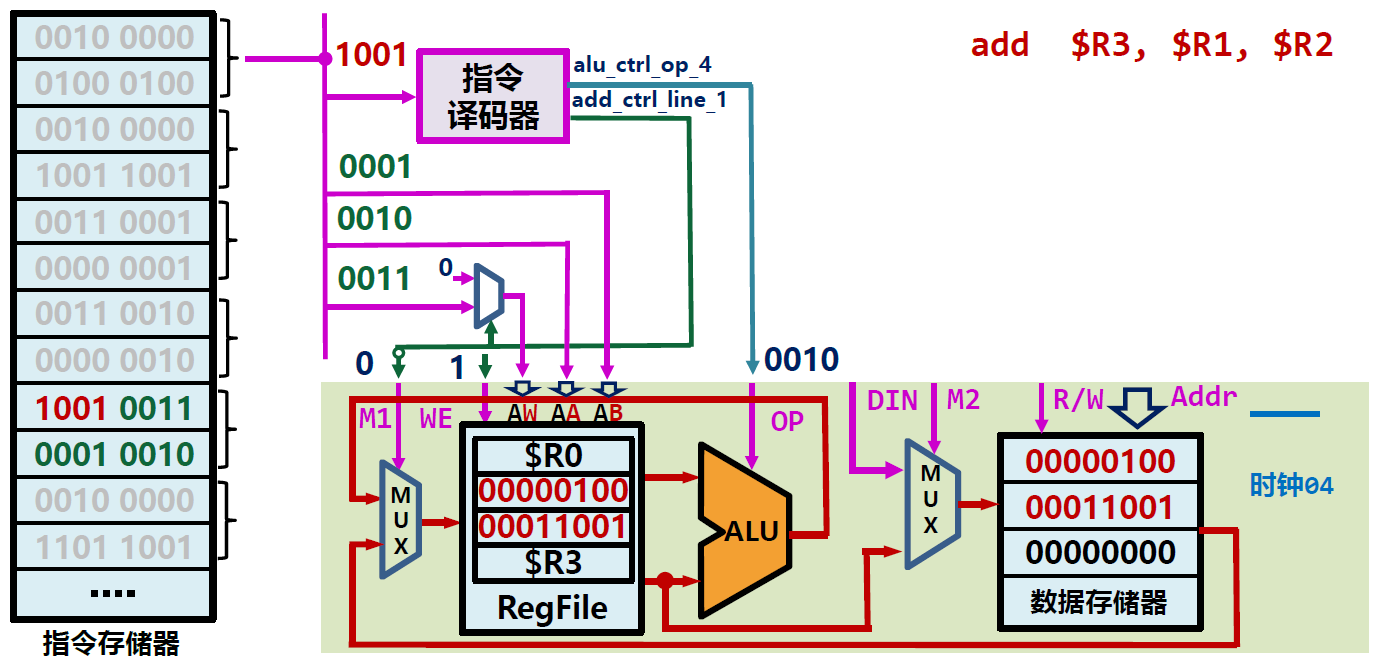 0010 0000
0100 0100
0010 0000
1001 1001
0011 0001
0000 0001
0011 0010
0000 0010
1001 0011
0001 0010
0010 0000
1101 1001
....
指令存储器
1001
指令
译码器
alu_ctrl_op_4
add_ctrl_line_1
add $R3, $R1, $R2
0001
0010
0011
0
0
1
0010
M1
WE
AW
AA
AB
OP
DIN
M2
R/W
Addr
MUX
$R0
00000100
00011001
$R3
RegFile
ALU
MUX
00000100
00011001
00000000
数据存储器
时钟04